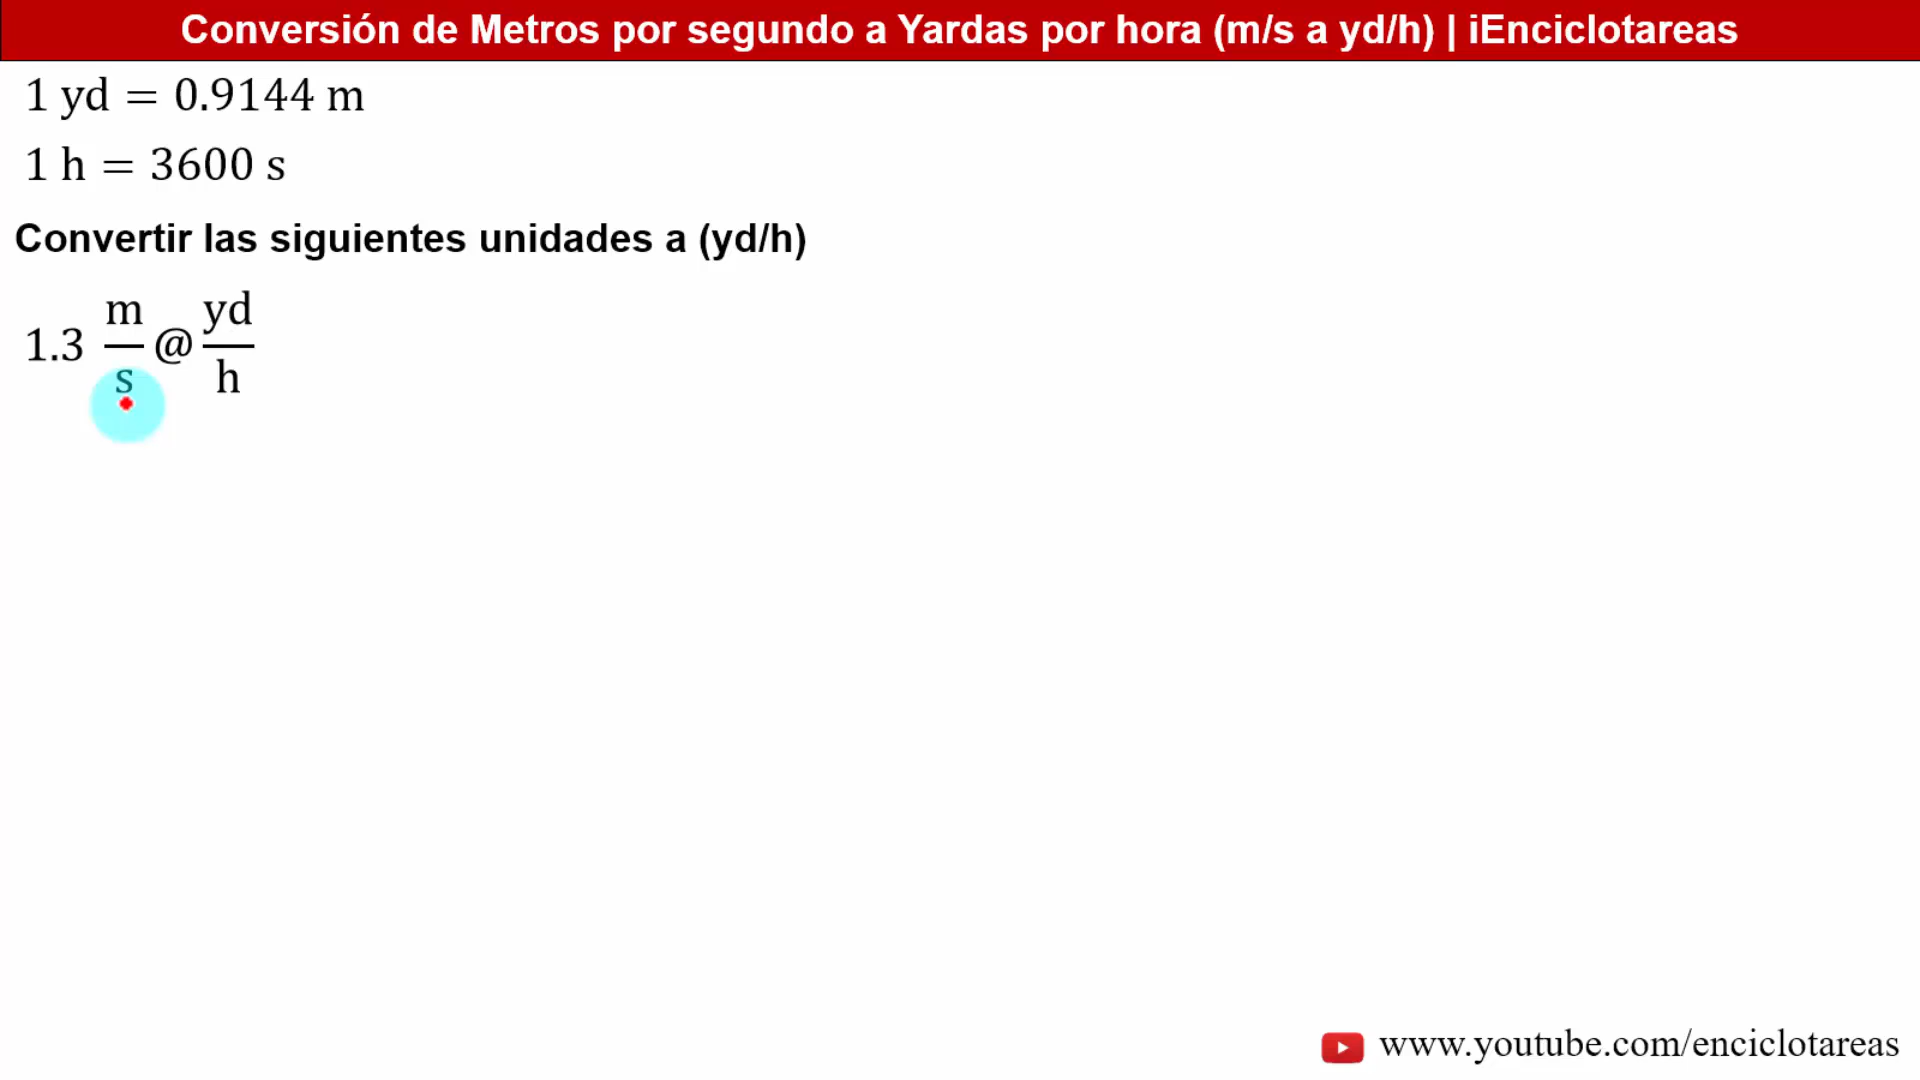 Conversión de Metros por segundo a Yardas por hora (m/s a yd/h) | iEnciclotareas
1 yd = 0.9144 m
1 h = 3600 s
Convertir las siguientes unidades a (yd/h)
1.3 m/s @ yd/h
www.youtube.com/enciclotareas